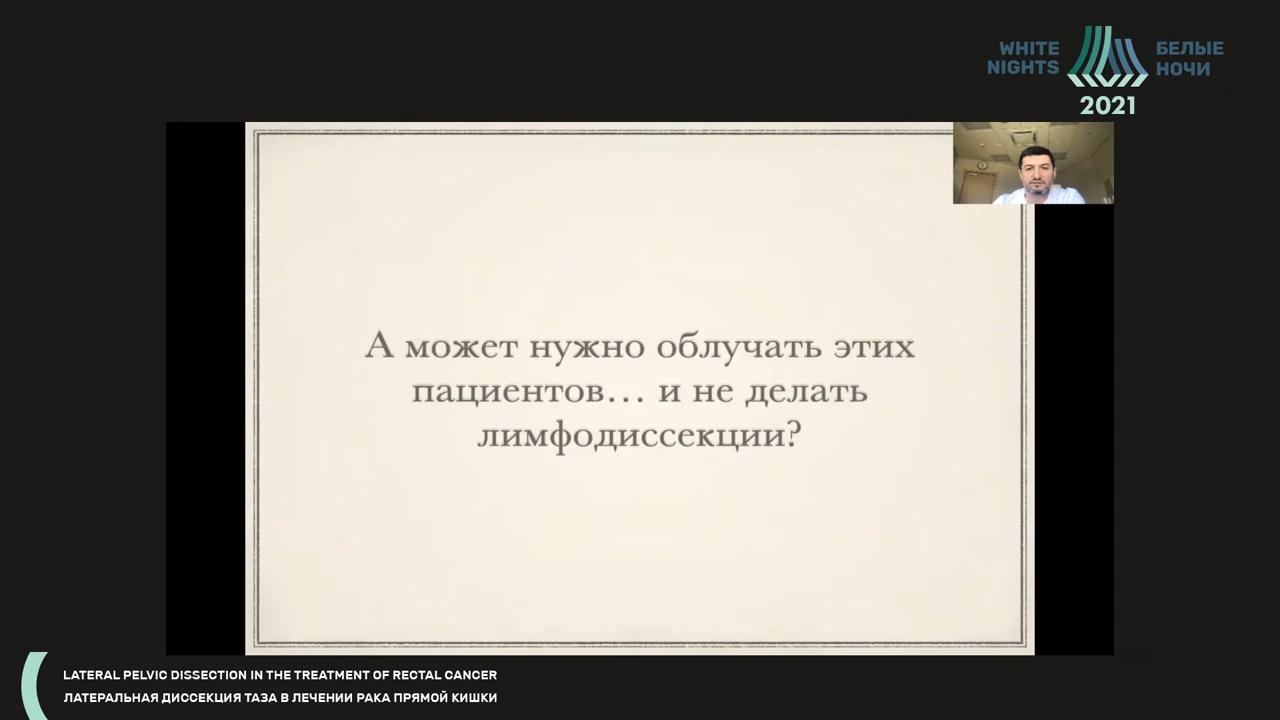 WHITE
NIGHTS
БЕЛЫЕ
НОЧИ
2021
А может нужно облучать этих
пациентов… и не делать
лимфодиссекции?
LATERAL PELVIC DISSECTION IN THE TREATMENT OF RECTAL CANCER
ЛАТЕРАЛЬНАЯ ДИССЕКЦИЯ ТАЗА В ЛЕЧЕНИИ РАКА ПРЯМОЙ КИШКИ